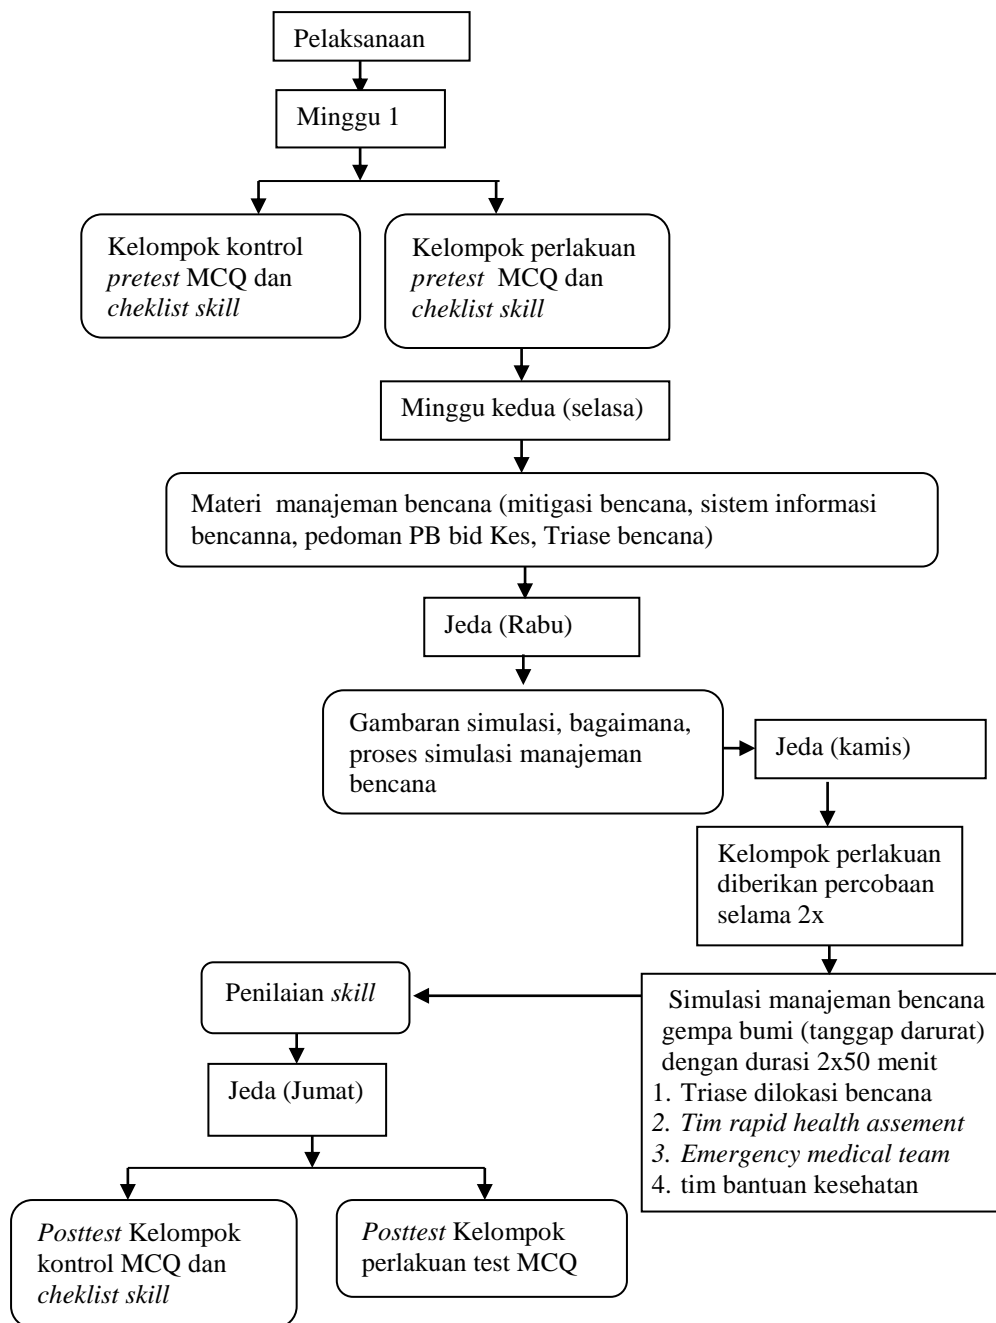 Pelaksanaan
Minggu 1
Kelompok kontrol
pretest MCQ dan
cheklist skill
Kelompok perlakuan
pretest MCQ dan
cheklist skill
Minggu kedua (selasa)
Materi manajeman bencana (mitigasi bencana, sistem informasi
bencanna, pedoman PB bid Kes, Triase bencana)
Jeda (Rabu)
Gambaran simulasi, bagaimana,
proses simulasi manajeman
bencana
Jeda (kamis)
Kelompok perlakuan
diberikan percobaan
selama 2x
Simulasi manajeman bencana
gempa bumi (tanggap darurat)
dengan durasi 2x50 menit
1. Triase dilokasi bencana
2. Tim rapid health assement
3. Emergency medical team
4. tim bantuan kesehatan
Penilaian skill
Jeda (Jumat)
Posttest Kelompok
kontrol MCQ dan
cheklist skill
Posttest Kelompok
perlakuan test MCQ